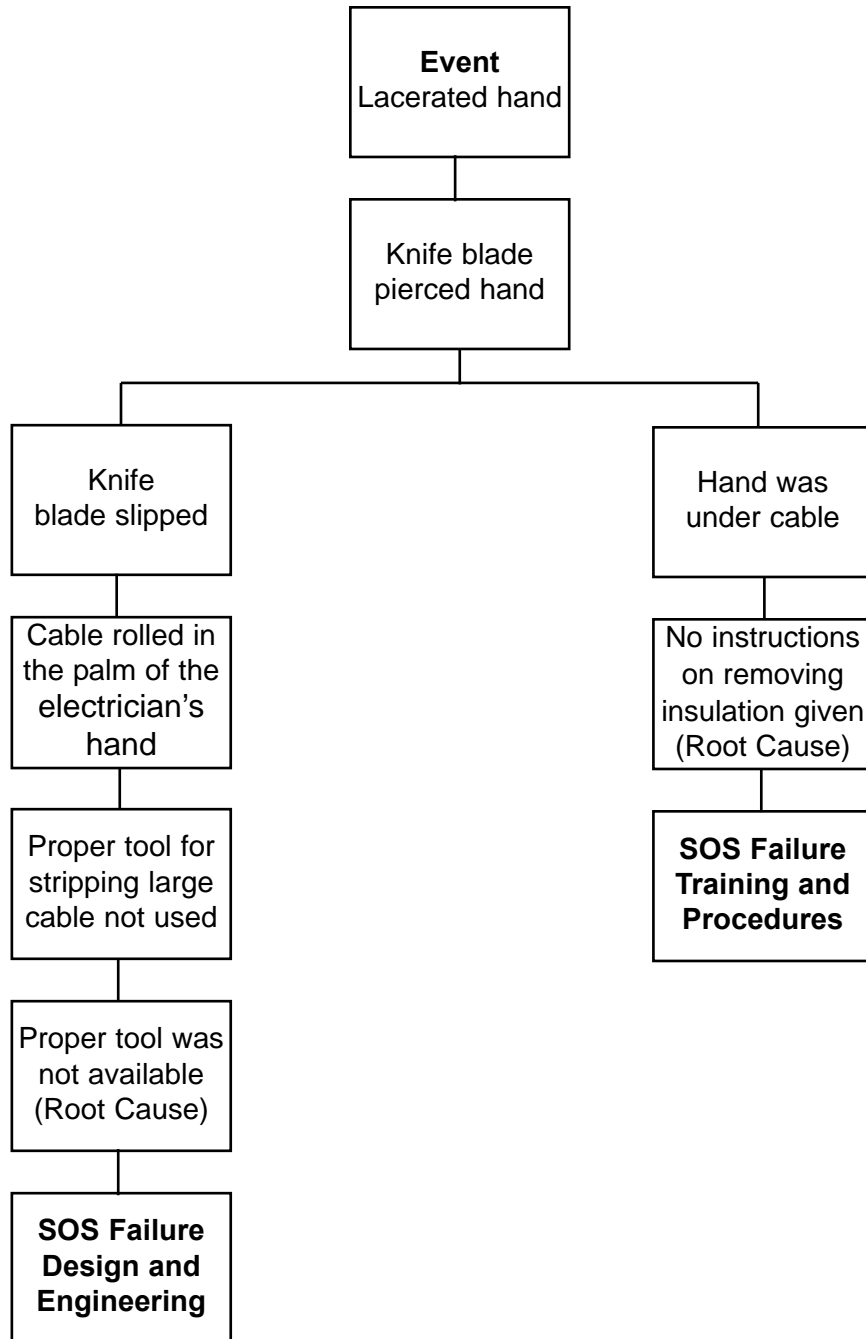 Event
Lacerated hand
Knife blade
pierced hand
Knife
blade slipped
Hand was
under cable
Cable rolled in
the palm of the
electrician’s
hand
No instructions
on removing
insulation given
(Root Cause)
Proper tool for
stripping large
cable not used
SOS Failure
Training and
Procedures
Proper tool was
not available
(Root Cause)
SOS Failure
Design and
Engineering